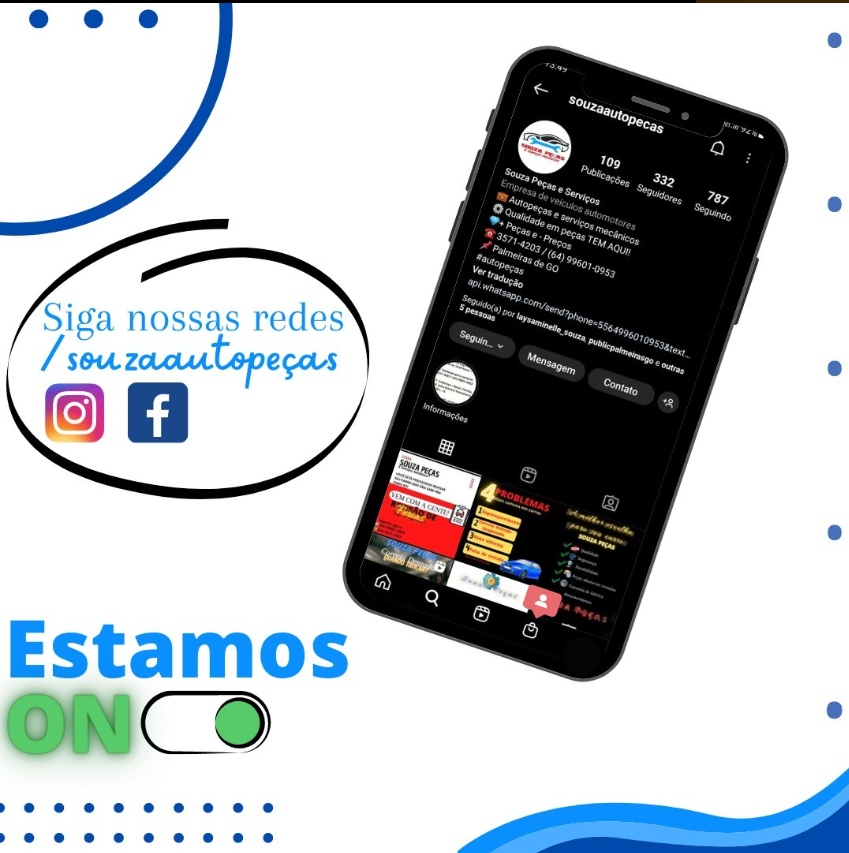 Siga nossas redes
/souzaautopeças
Estamos
ON
souzaautopecas
SOUZA PEÇAS
109
Publicações
332
Seguidores
787
Seguindo
Souza Peças e Serviços
Empresa de veículos automotores
Autopeças e serviços mecânicos
Qualidade em peças TEM AQUI!
+ Peças e - Preços
3571-4203 / (64) 99601-0953
Palmeiras de GO
#autopeças
Ver tradução
api.whatsapp.com/send?phone=5564996010953&text...
Seguido(a) por laysaminelle_souza, publicpalmeirasgo e outras
5 pessoas
Seguin...
Mensagem
Contato
Informações
SOUZA PEÇAS
VEM COM A GENTE!
4 PROBLEMAS
SOUZA PEÇAS